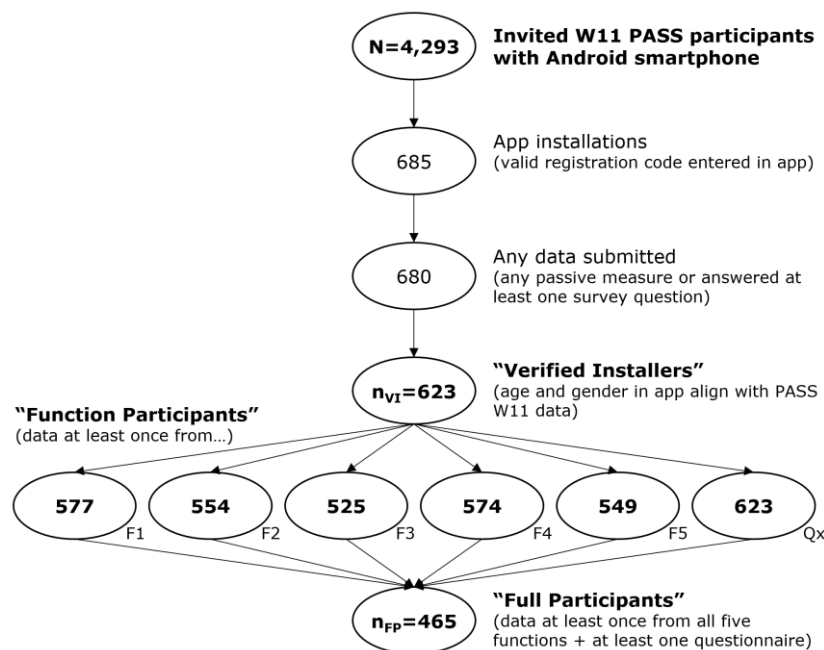 N=4,293
Invited W11 PASS participants
with Android smartphone
685
App installations
(valid registration code entered in app)
680
Any data submitted
(any passive measure or answered at
least one survey question)
nVI=623
“Verified Installers”
(age and gender in app align with PASS
W11 data)
“Function Participants”
(data at least once from…)
577
F1
554
F2
525
F3
574
F4
549
F5
623
Qx
nFP=465
“Full Participants”
(data at least once from all five
functions + at least one questionnaire)